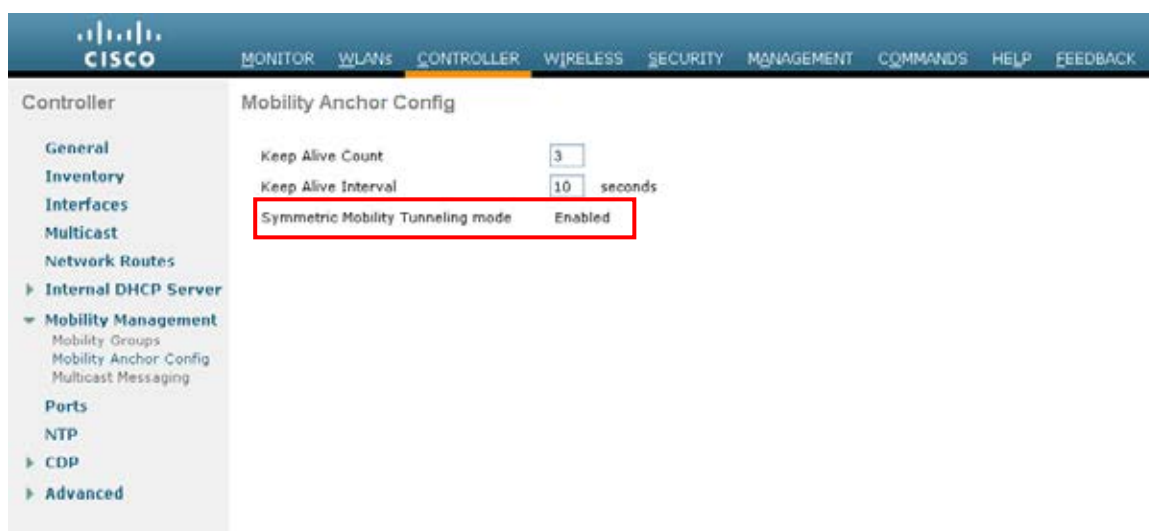 CISCO
MONITOR WLANs CONTROLLER WIRELESS SECURITY MANAGEMENT COMMANDS HELP FEEDBACK
Controller
General
Inventory
Interfaces
Multicast
Network Routes
Internal DHCP Server
Mobility Management
Mobility Groups
Mobility Anchor Config
Multicast Messaging
Ports
NTP
CDP
Advanced
Mobility Anchor Config
Keep Alive Count 3
Keep Alive Interval 10 seconds
Symmetric Mobility Tunneling mode Enabled